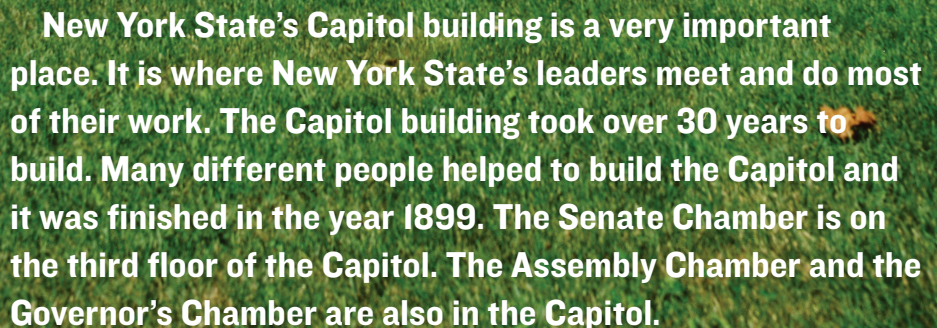 New York State’s Capitol building is a very important
place. It is where New York State’s leaders meet and do most
of their work. The Capitol building took over 30 years to
build. Many different people helped to build the Capitol and
it was finished in the year 1899. The Senate Chamber is on
the third floor of the Capitol. The Assembly Chamber and the
Governor’s Chamber are also in the Capitol.